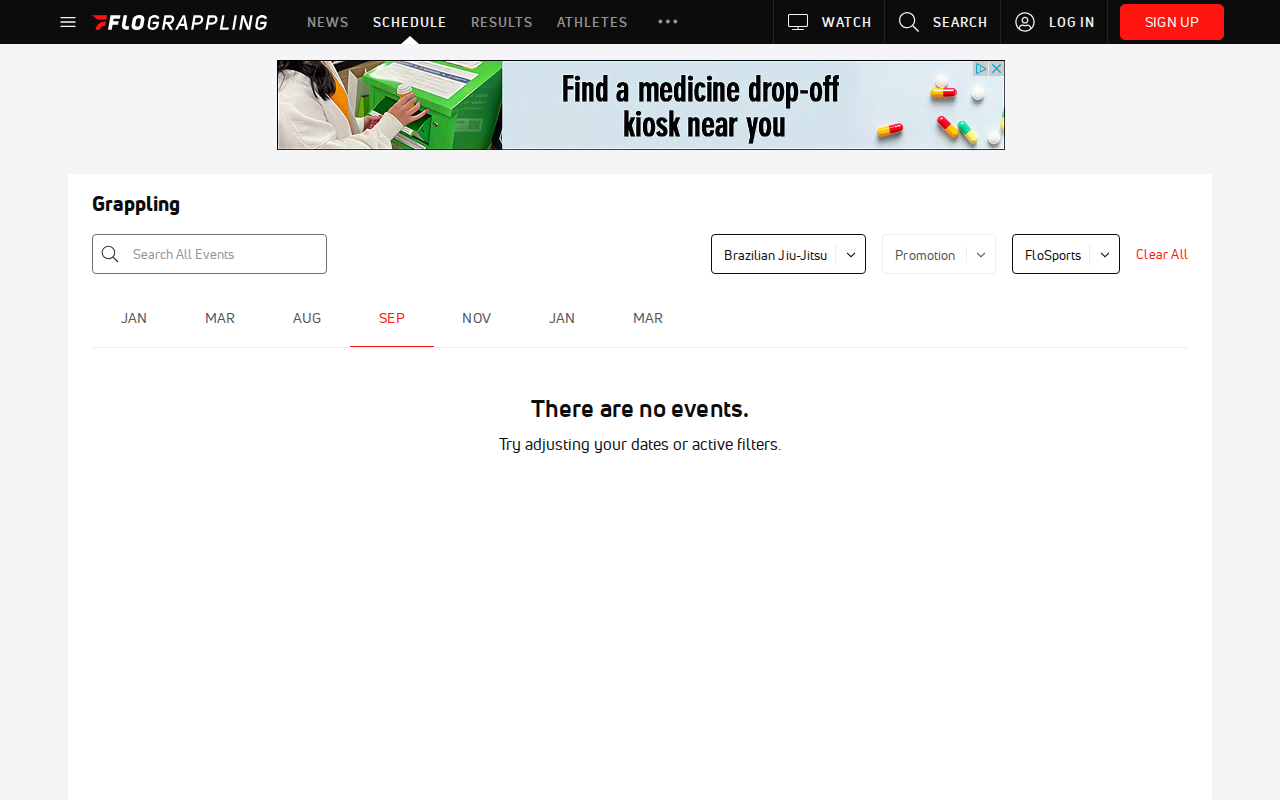 FLOGRAPPLING
NEWS
SCHEDULE
RESULTS
ATHLETES
WATCH
SEARCH
LOG IN
SIGN UP
Find a medicine drop-off
kiosk near you
Grappling
Search All Events
Brazilian Jiu-Jitsu
Promotion
FloSports
Clear All
JAN
MAR
AUG
SEP
NOV
JAN
MAR
There are no events.
Try adjusting your dates or active filters.